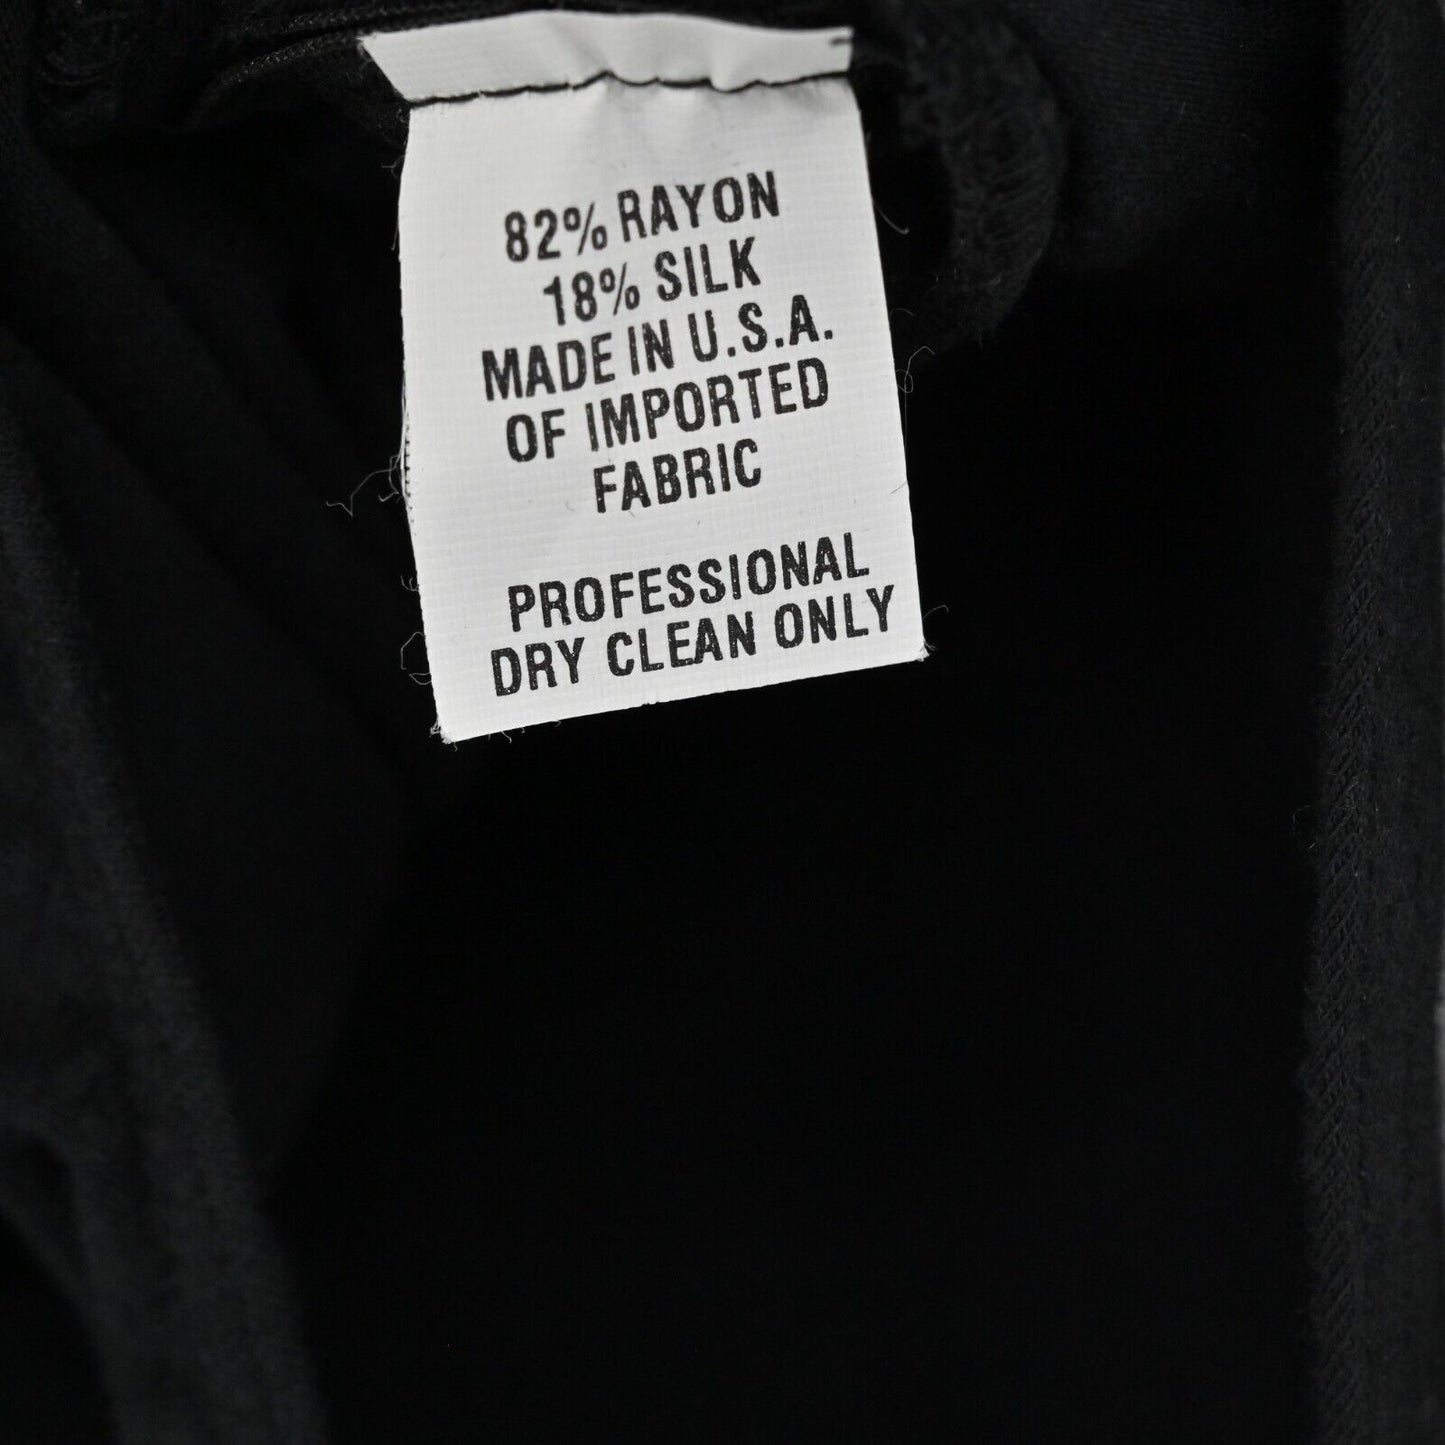 82% RAYON
18% SILK
MADE IN U.S.A.
OF IMPORTED
FABRIC
PROFESSIONAL
DRY CLEAN ONLY